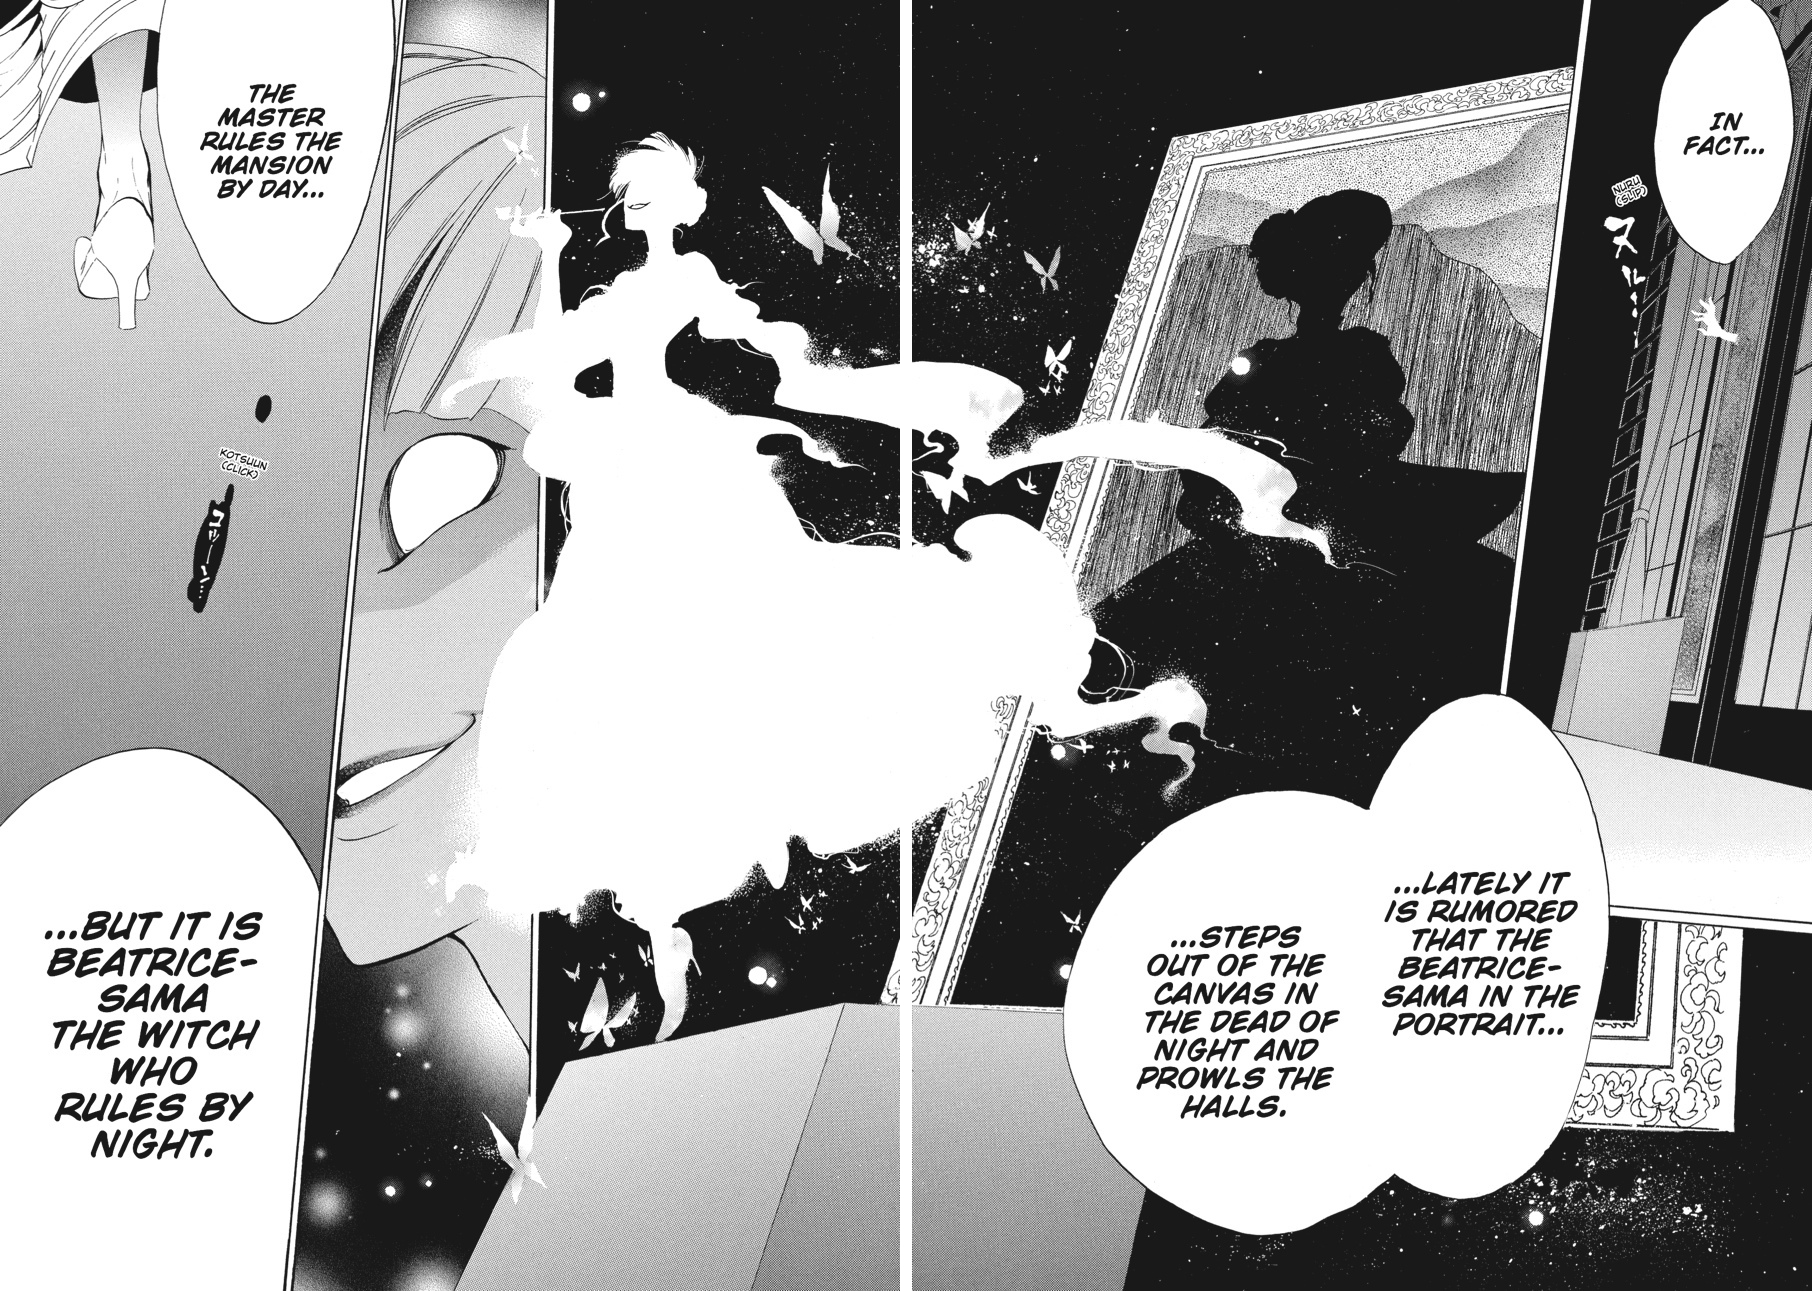 IN
FACT...
NURU
(SLIP)
ヌルー...
...LATELY IT
IS RUMORED
THAT THE
BEATRICE-
SAMA IN THE
PORTRAIT...
...STEPS
OUT OF THE
CANVAS IN
THE DEAD OF
NIGHT AND
PROWLS THE
HALLS.
THE
MASTER
RULES THE
MANSION
BY DAY...
KOTSUUN
(CLICK)
コツーーン...
...BUT IT IS
BEATRICE-
SAMA
THE WITCH
WHO
RULES BY
NIGHT.